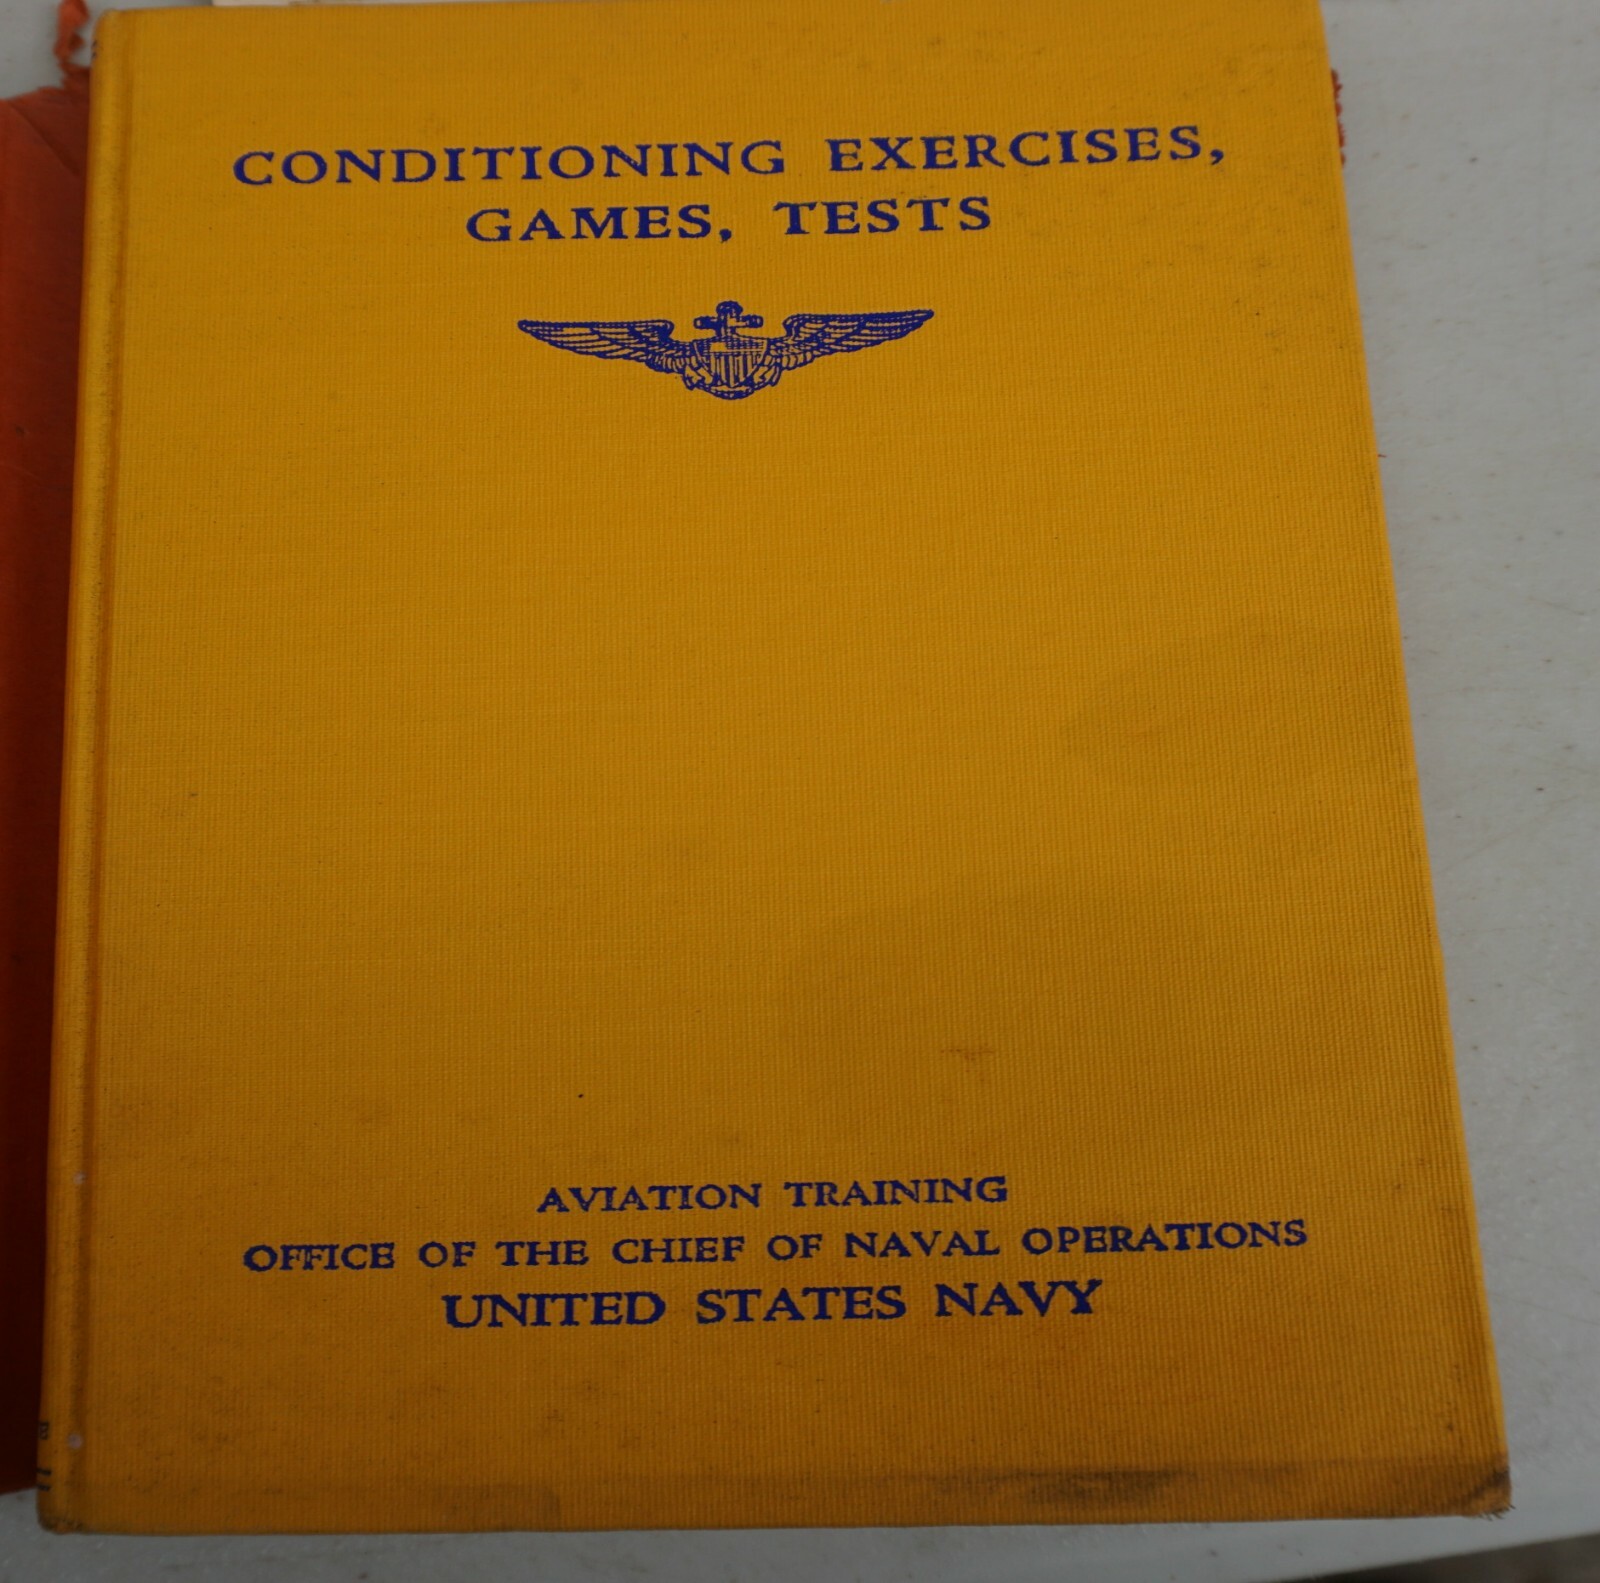 CONDITIONING EXERCISES,
GAMES, TESTS
AVIATION TRAINING
OFFICE OF THE CHIEF OF NAVAL OPERATIONS
UNITED STATES NAVY